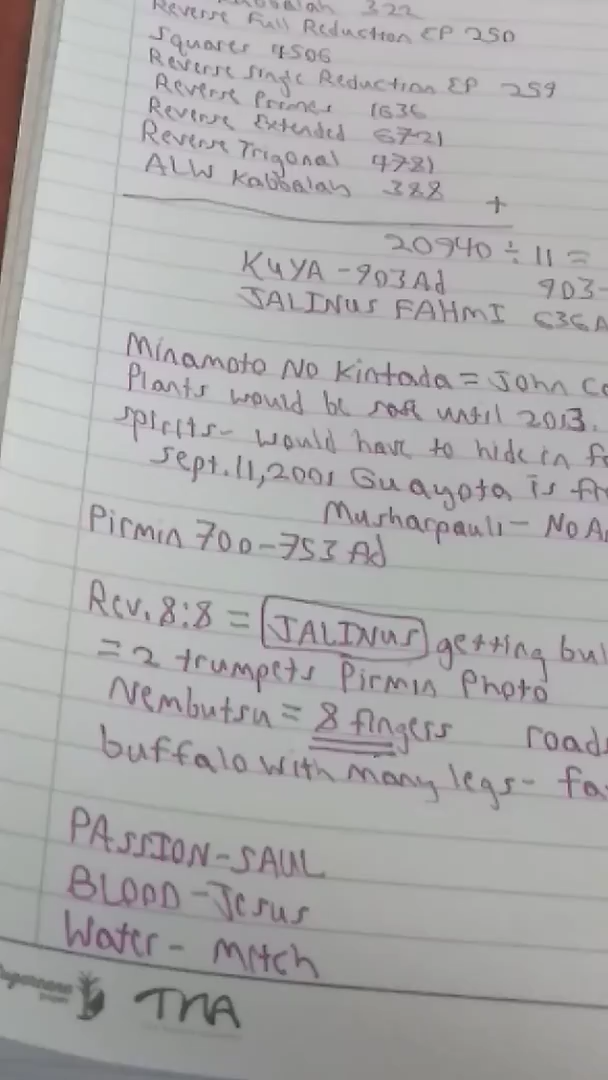 322
Reverse Full Reduction EP 250
Squares 4506
Reverse Single Reduction EP 259
Reverse Primes 1636
Reverse Extended 6721
Reverse Trigonal 4781
ALW Kabbalah 388 +
20940 ÷ 11 =
KUYA - 903 Ad 903-
JALINUS FAHMI 636A
Minamoto No Kintada = John
Plants would be safe until 2013.
spirits - would have to hide in
Sept. 11, 2001 Guayota is
Musharpauli - No
Pirmin 700-753 Ad
Rev. 8:8 = JALINUS getting
= 2 trumpets Pirmin Photo
Nembutsu = 8 fingers
buffalo with many legs -
PASSION - SAUL
BLOOD - Jesus
Water - Mitch
TNA